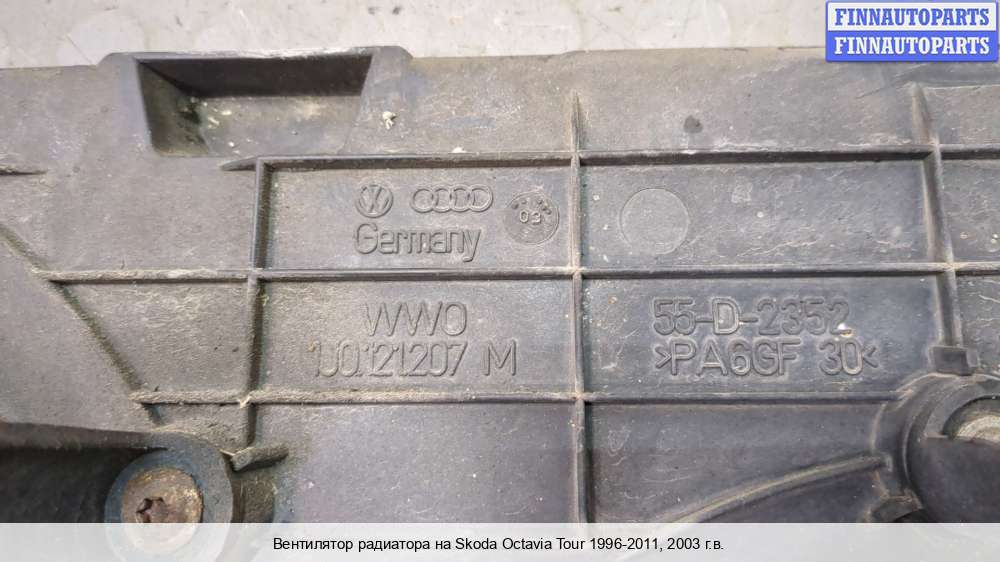 FINNAUTOPARTS
FINNAUTOPARTS
03
Germany
WWO
55-D-2352
1J0.121.207 M
>PA6GF 30<
Вентилятор радиатора на Skoda Octavia Tour 1996-2011, 2003 г.в.